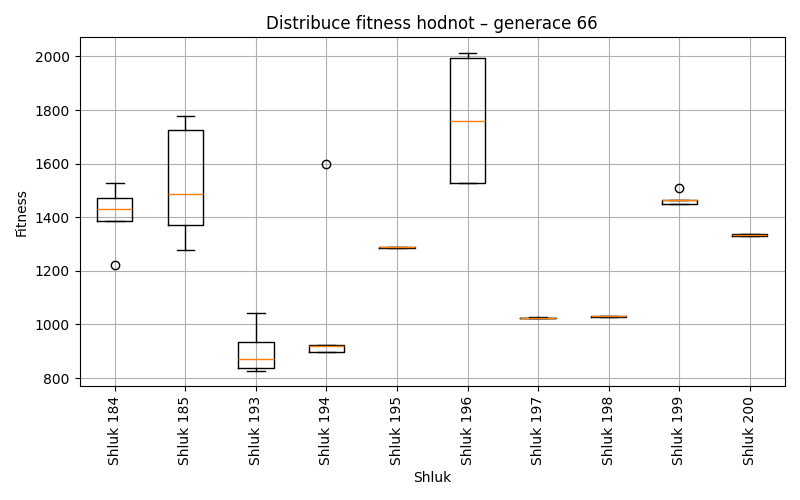 Distribuce fitness hodnot – generace 66
Fitness
2000
1800
1600
1400
1200
1000
800
Shluk 184
Shluk 185
Shluk 193
Shluk 194
Shluk 195
Shluk 196
Shluk 197
Shluk 198
Shluk 199
Shluk 200
Shluk